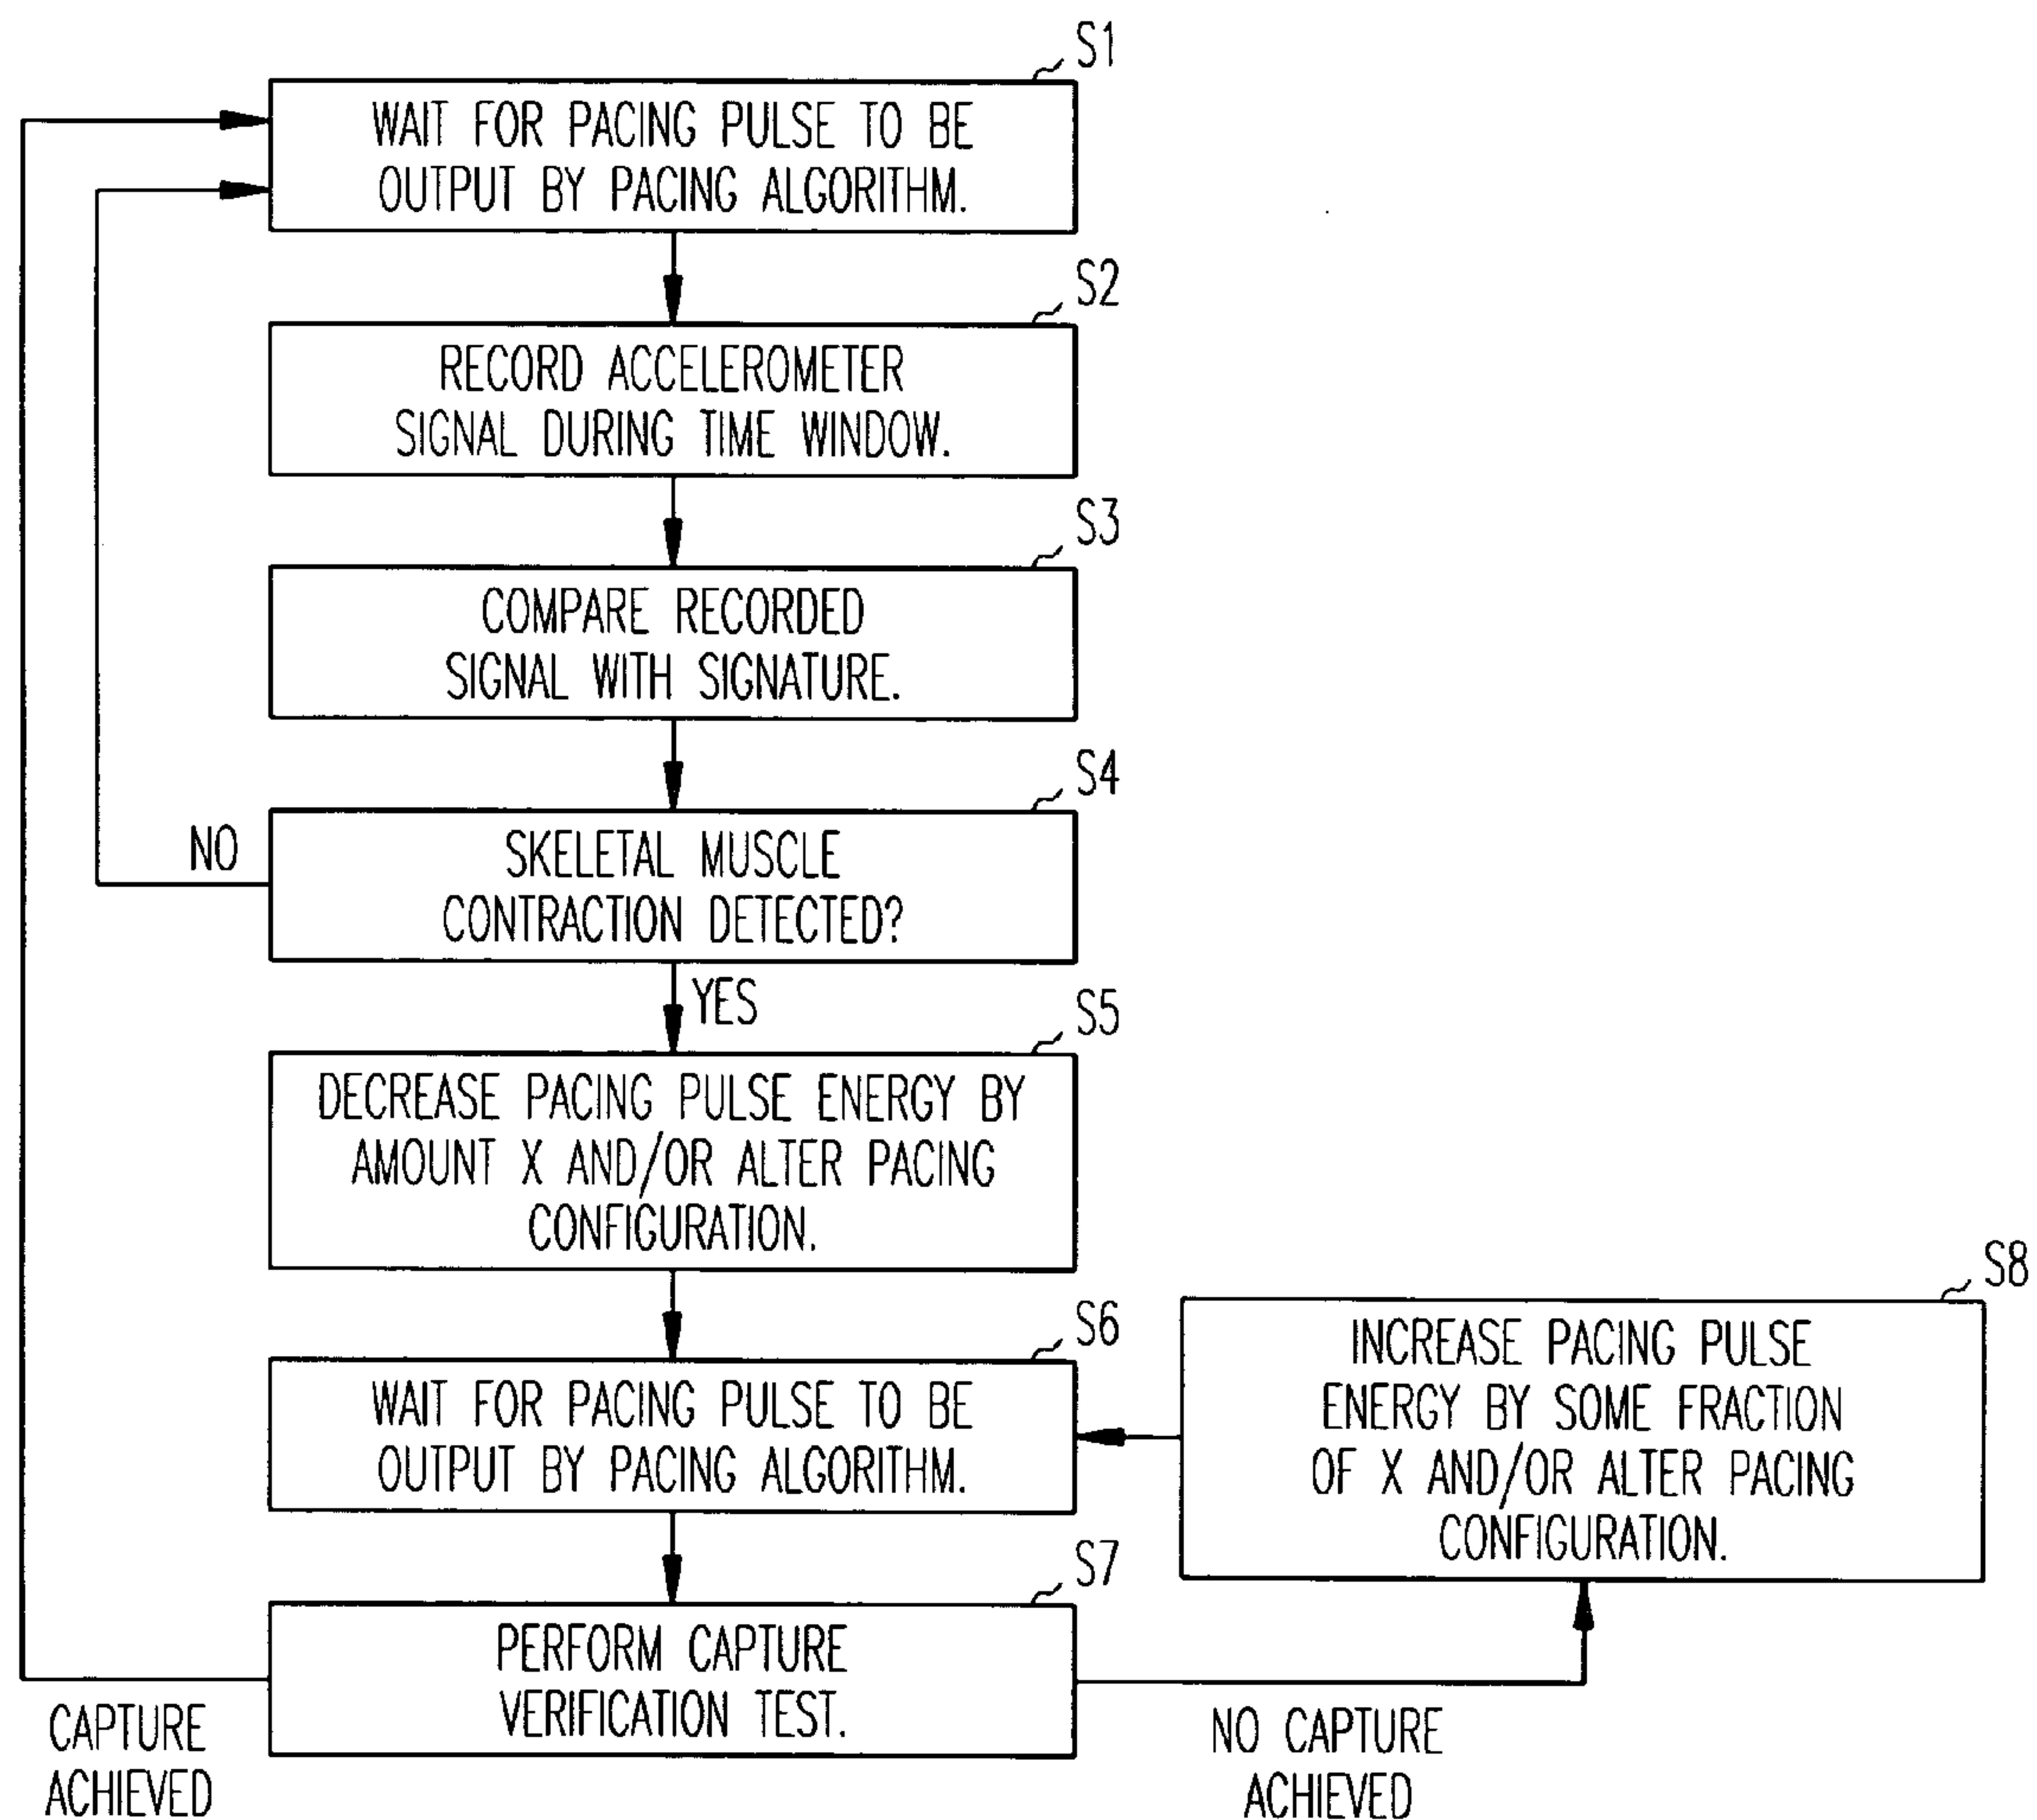 S1
WAIT FOR PACING PULSE TO BE
OUTPUT BY PACING ALGORITHM.
S2
RECORD ACCELEROMETER
SIGNAL DURING TIME WINDOW.
S3
COMPARE RECORDED
SIGNAL WITH SIGNATURE.
S4
SKELETAL MUSCLE
CONTRACTION DETECTED?
NO
YES
S5
DECREASE PACING PULSE ENERGY BY
AMOUNT X AND/OR ALTER PACING
CONFIGURATION.
S6
WAIT FOR PACING PULSE TO BE
OUTPUT BY PACING ALGORITHM.
S8
INCREASE PACING PULSE
ENERGY BY SOME FRACTION
OF X AND/OR ALTER PACING
CONFIGURATION.
S7
PERFORM CAPTURE
VERIFICATION TEST.
CAPTURE
ACHIEVED
NO CAPTURE
ACHIEVED